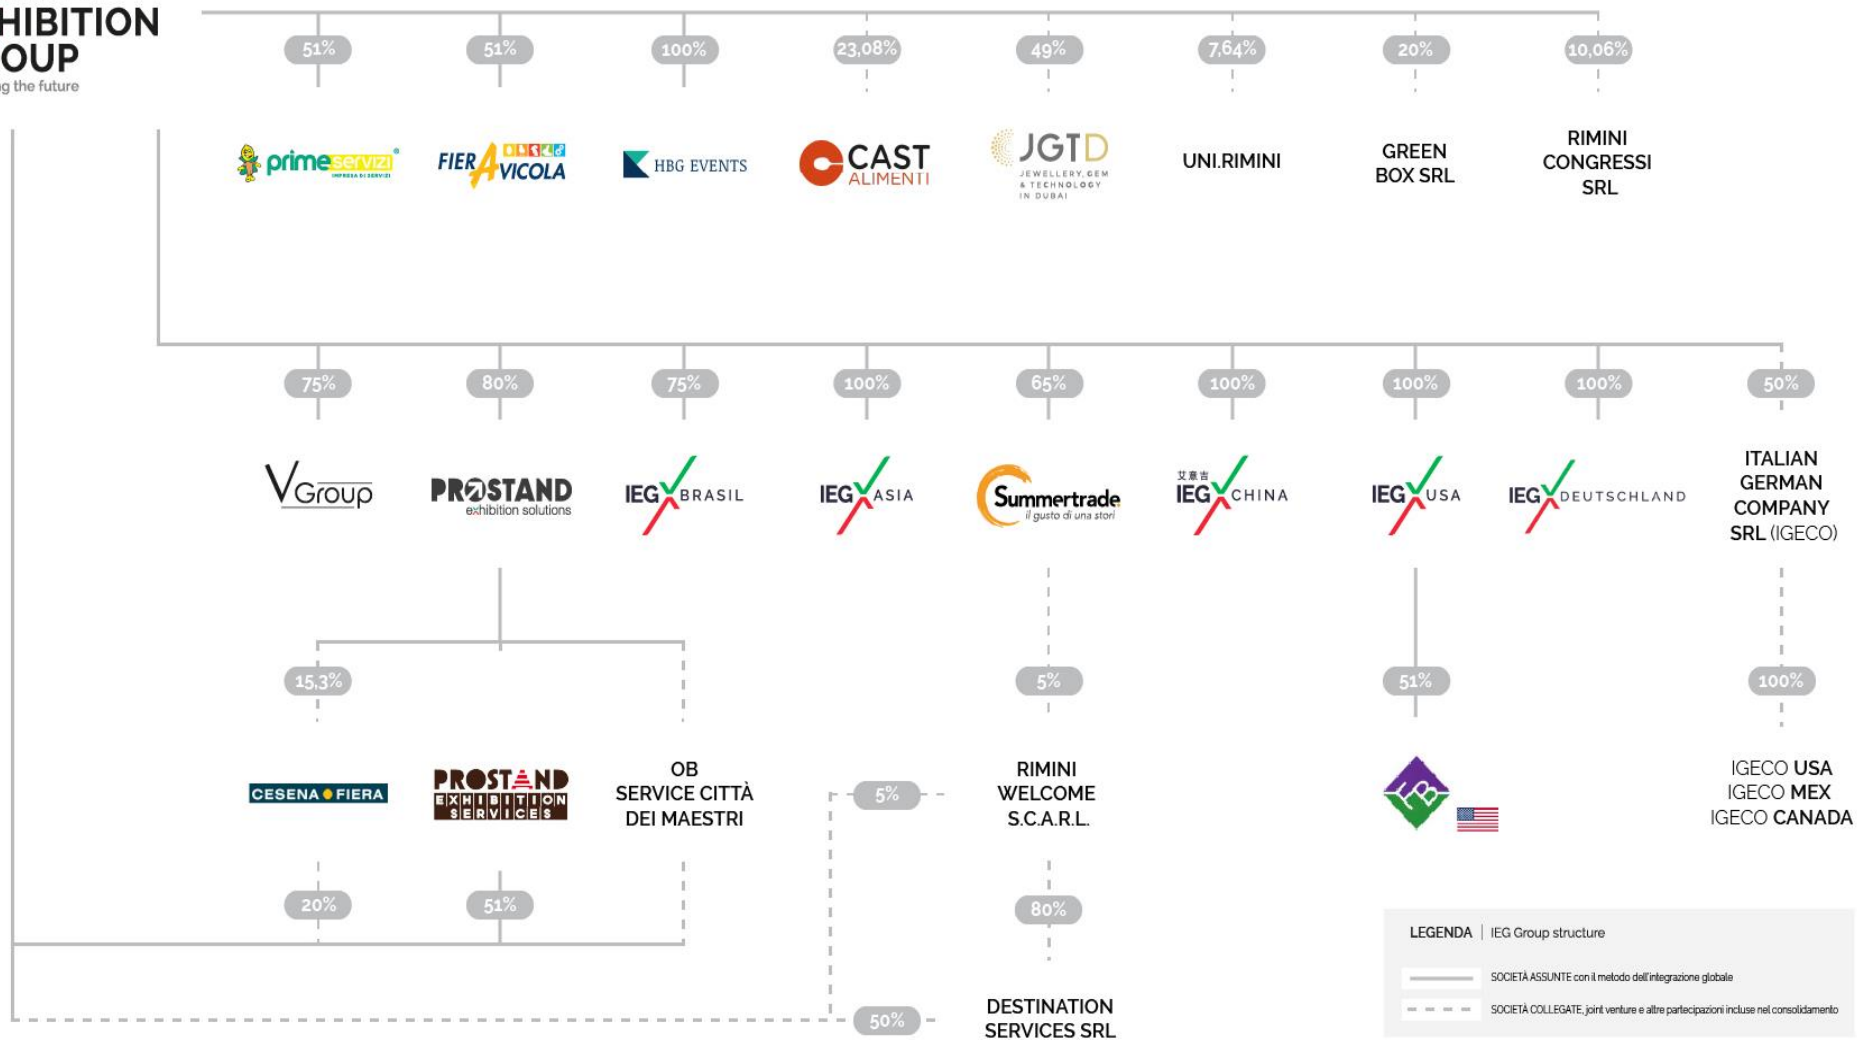 HIBITION
OUP
g the future
51%
51%
100%
23,08%
49%
7,64%
20%
10,06%
primeservizi®
IMPRESA DI SERVIZI
FIERAVICOLA
HBG EVENTS
CAST
ALIMENTI
JGTD
JEWELLERY, GEM
& TECHNOLOGY
IN DUBAI
UNI.RIMINI
GREEN
BOX SRL
RIMINI
CONGRESSI
SRL
75%
80%
75%
100%
65%
100%
100%
100%
50%
VGroup
PROSTAND
exhibition solutions
IEG BRASIL
IEG ASIA
Summertrade
il gusto di una stori
艾意吉
IEG CHINA
IEG USA
IEG DEUTSCHLAND
ITALIAN
GERMAN
COMPANY
SRL (IGECO)
15,3%
5%
51%
100%
CESENA FIERA
PROSTAND
EXHIBITION
SERVICES
OB
SERVICE CITTÀ
DEI MAESTRI
5%
RIMINI
WELCOME
S.C.A.R.L.
FB
IGECO USA
IGECO MEX
IGECO CANADA
20%
51%
80%
50%
DESTINATION
SERVICES SRL
LEGENDA | IEG Group structure
SOCIETÀ ASSUNTE con il metodo dell'integrazione globale
SOCIETÀ COLLEGATE, joint venture e altre partecipazioni incluse nel consolidamento